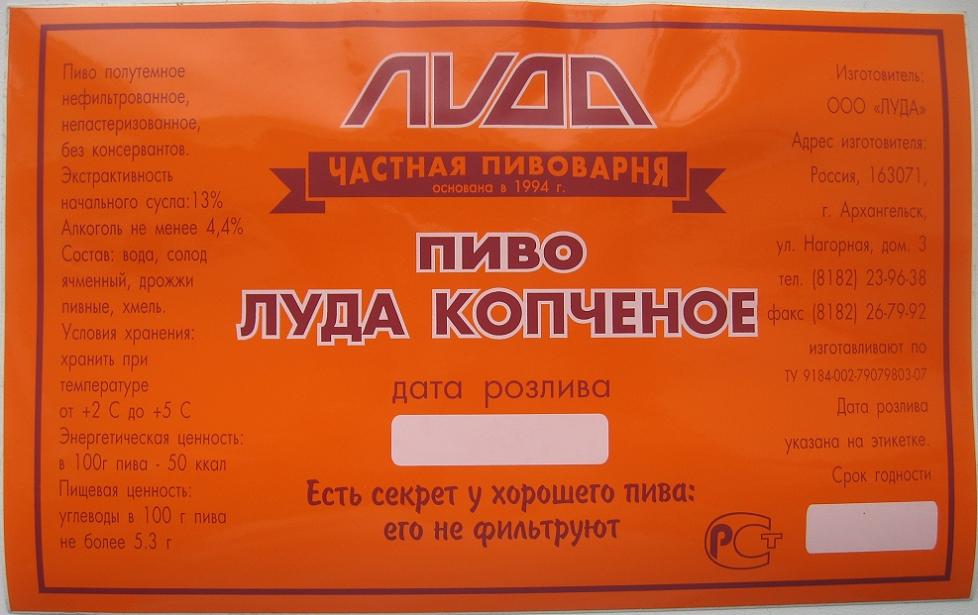 Пиво полутемное
нефильтрованное,
непастеризованное,
без консервантов.
Экстрактивность
начального сусла:13%
Алкоголь не менее 4,4%
Состав: вода, солод
ячменный, дрожжи
пивные, хмель.
Условия хранения:
хранить при
температуре
от +2 С до +5 С
Энергетическая ценность:
в 100г пива - 50 ккал
Пищевая ценность:
углеводы в 100 г пива
не более 5.3 г
ЛУДА
ЧАСТНАЯ ПИВОВАРНЯ
основана в 1994 г.
ПИВО
ЛУДА КОПЧЕНОЕ
дата розлива
Есть секрет у хорошего пива:
его не фильтруют
Изготовитель:
ООО «ЛУДА»
Адрес изготовителя:
Россия, 163071,
г. Архангельск,
ул. Нагорная, дом. 3
тел. (8182) 23-96-38
факс (8182) 26-79-92
изготавливают по
ТУ 9184-002-79079803-07
Дата розлива
указана на этикетке.
Срок годности
РСТ